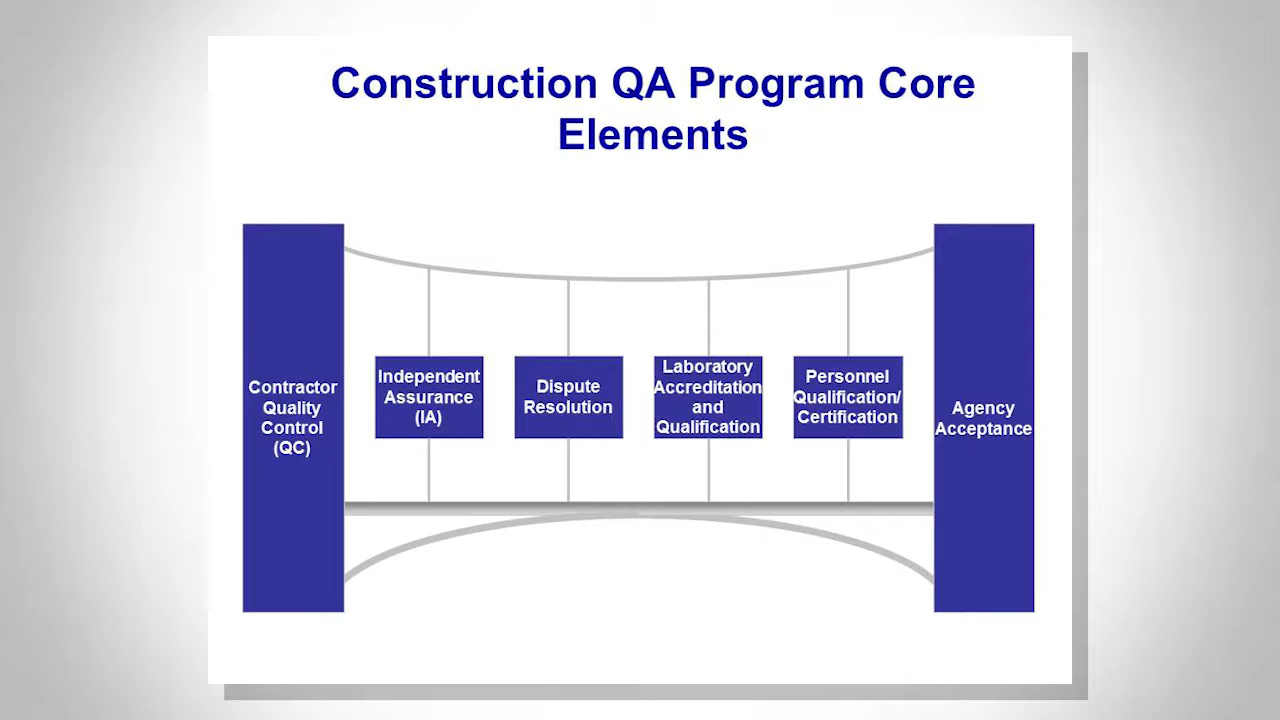 Construction QA Program Core
Elements
Contractor
Quality
Control
(QC)
Independent
Assurance
(IA)
Dispute
Resolution
Laboratory
Accreditation
and
Qualification
Personnel
Qualification/
Certification
Agency
Acceptance